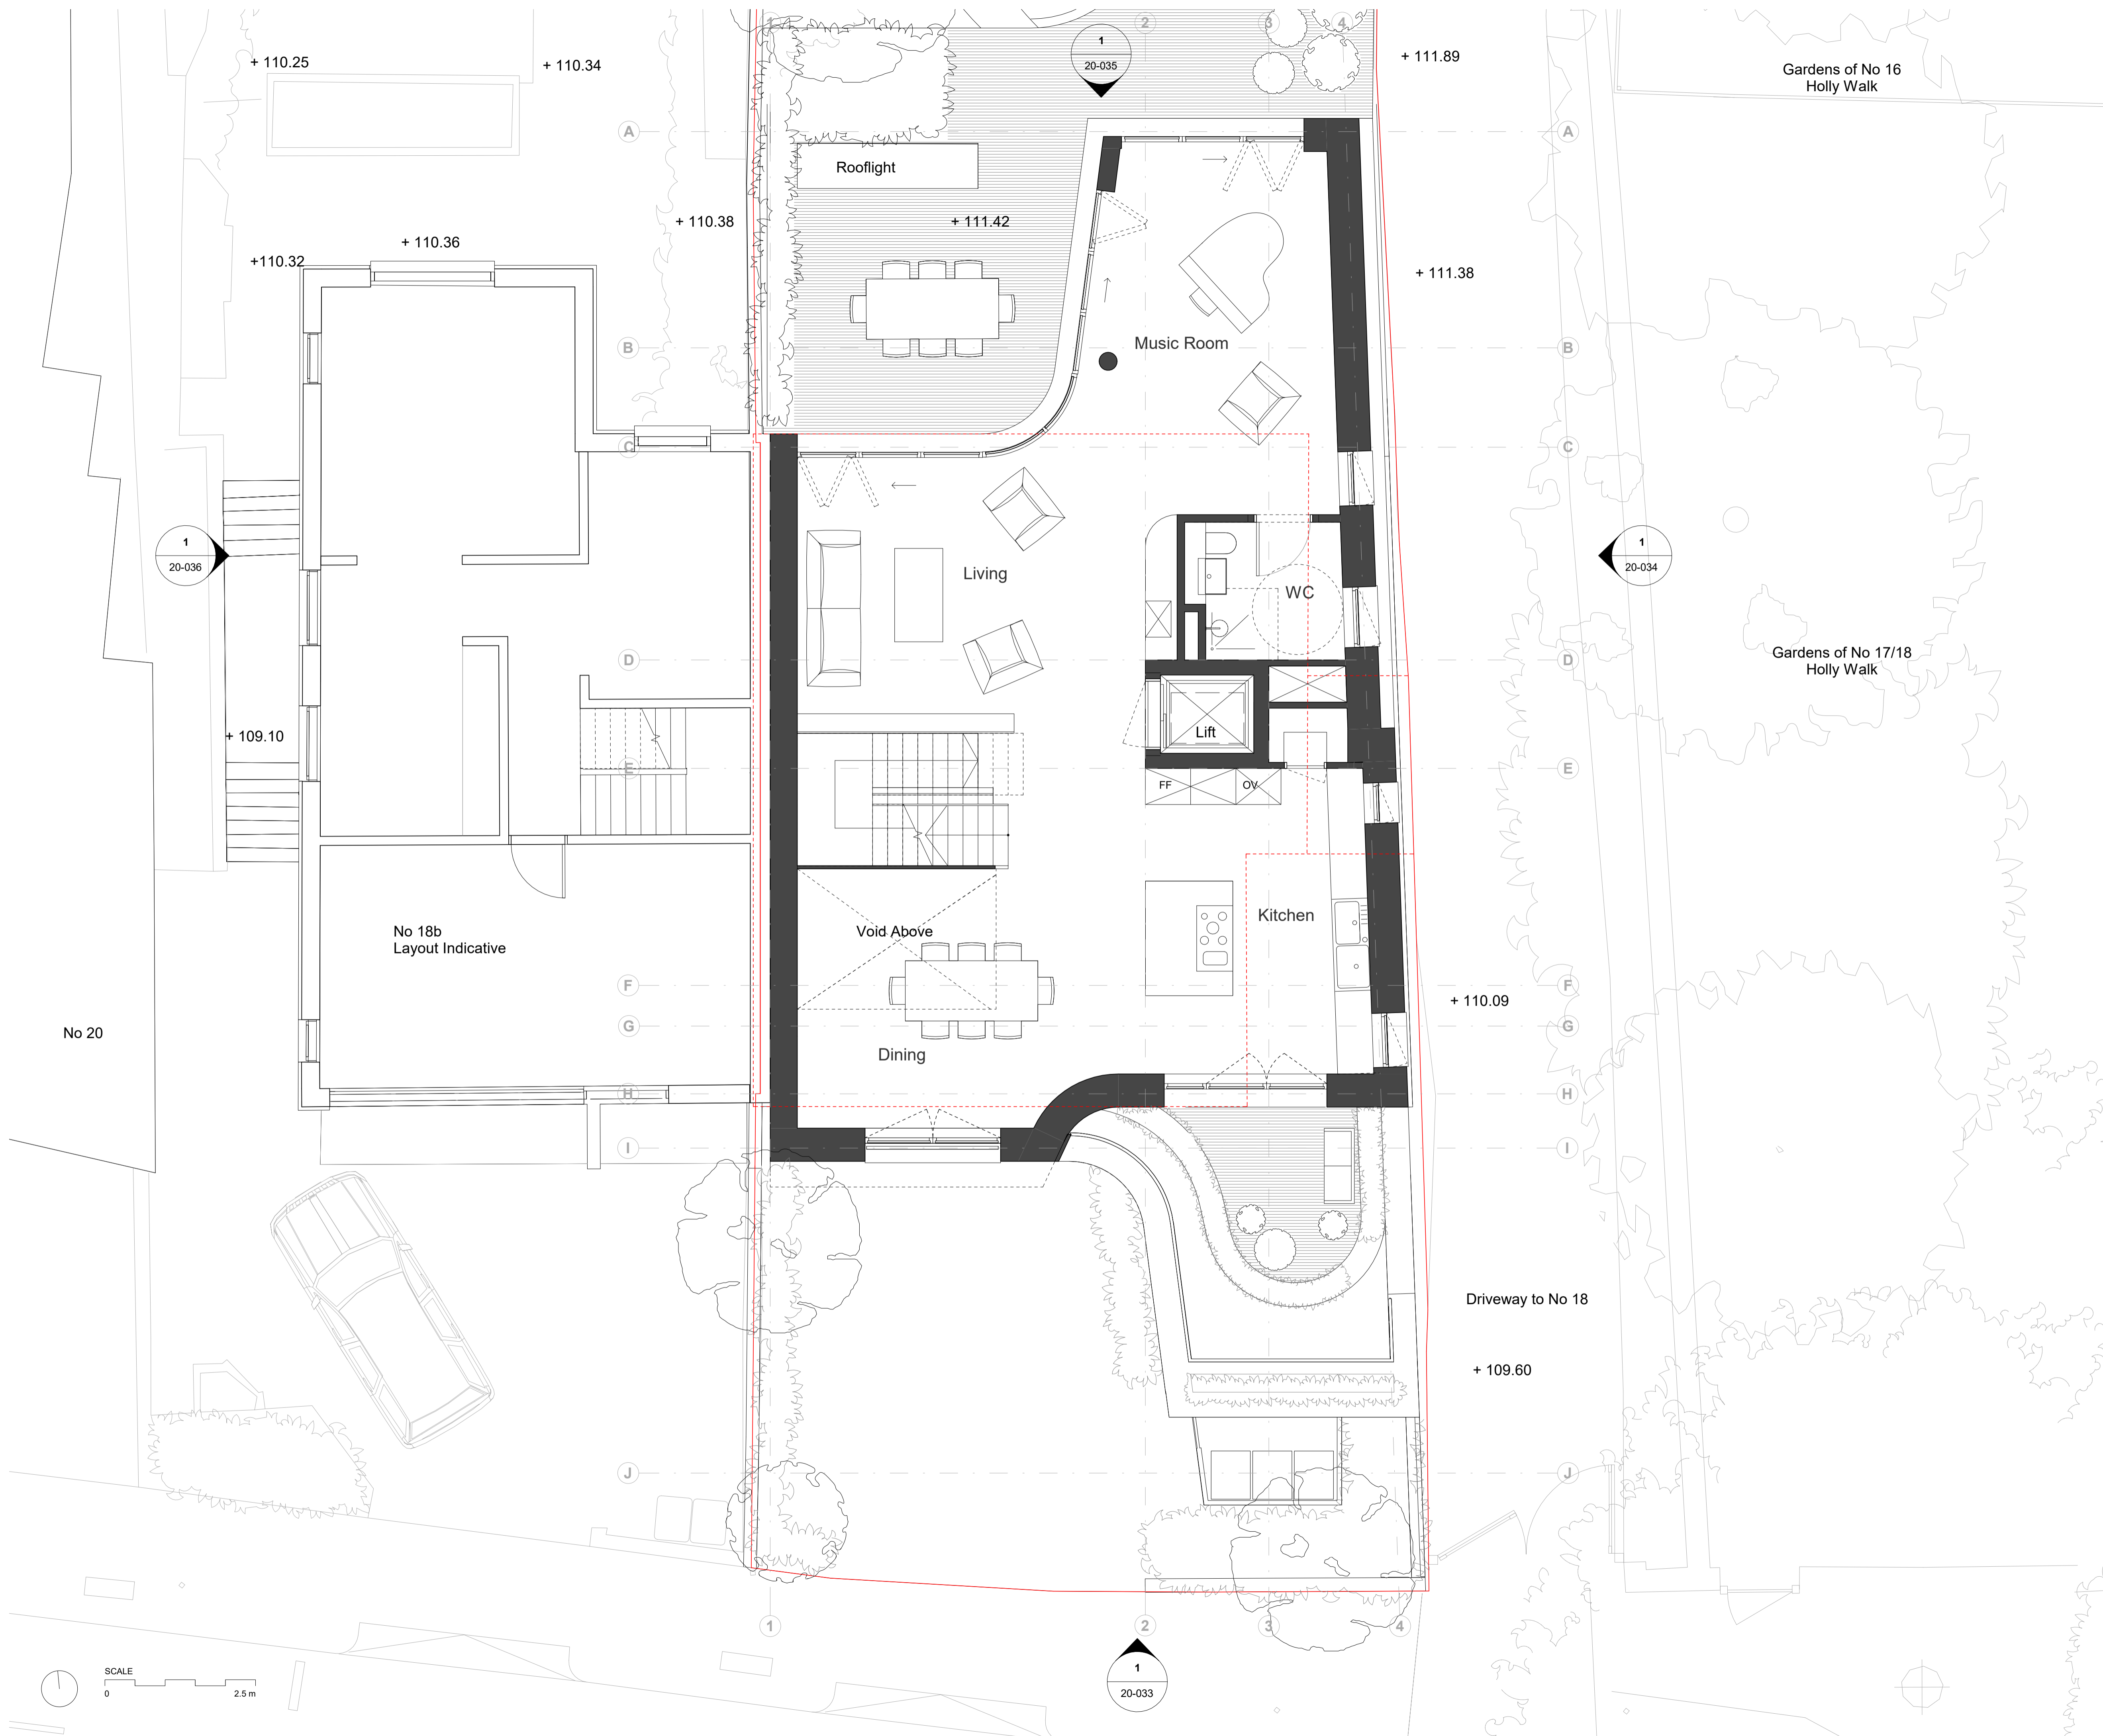 1
2
3
4
1
20-035
+ 110.25
+ 110.34
+ 111.89
Gardens of No 16
Holly Walk
A
A
Rooflight
+ 110.38
+ 111.42
+ 110.36
+110.32
+ 111.38
B
Music Room
B
C
C
1
20-036
Living
WC
1
20-034
D
D
Gardens of No 17/18
Holly Walk
+ 109.10
Lift
E
E
FF
OV
No 18b
Layout Indicative
Void Above
Kitchen
F
F
+ 110.09
G
G
No 20
Dining
H
H
I
I
Driveway to No 18
+ 109.60
J
J
1
2
3
4
1
20-033
SCALE
0
2.5 m